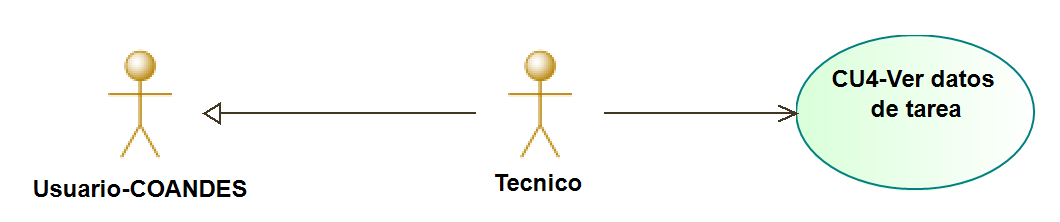 CU4-Ver datos
de tarea
Usuario-COANDES
Tecnico